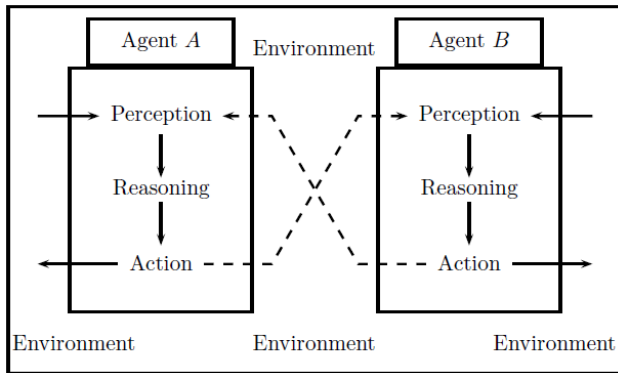 Agent A
Environment
Agent B
Perception
Perception
Reasoning
Reasoning
Action
Action
Environment
Environment
Environment